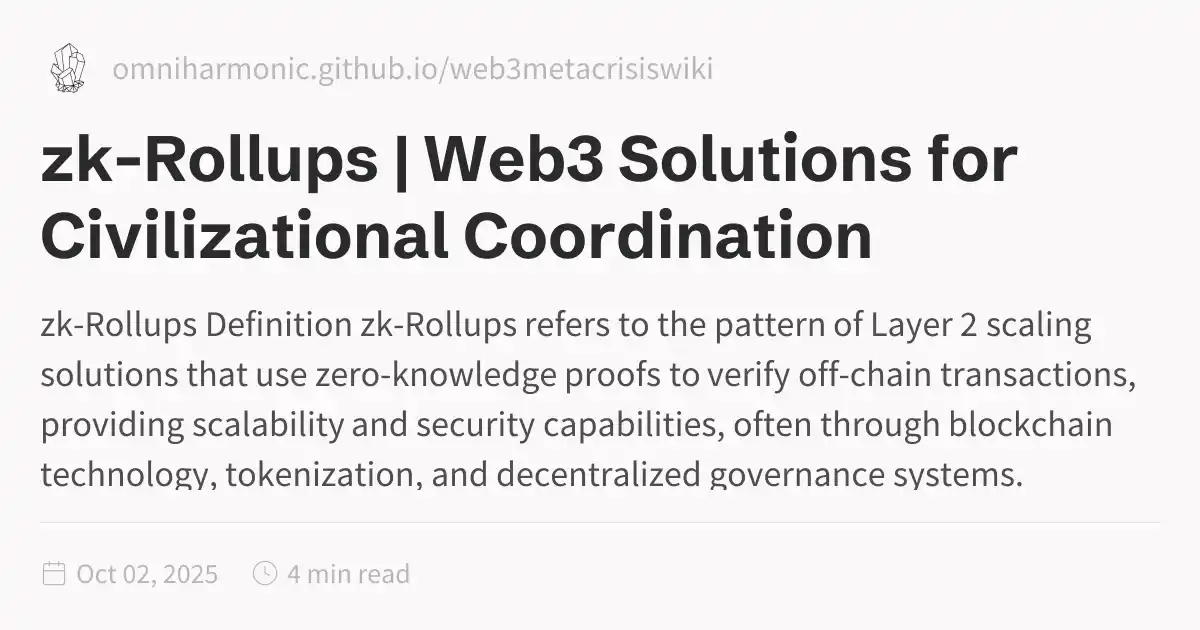 omniharmonic.github.io/web3metacrisiswiki
zk-Rollups | Web3 Solutions for
Civilizational Coordination
zk-Rollups Definition zk-Rollups refers to the pattern of Layer 2 scaling
solutions that use zero-knowledge proofs to verify off-chain transactions,
providing scalability and security capabilities, often through blockchain
technology, tokenization, and decentralized governance systems.
Oct 02, 2025 4 min read